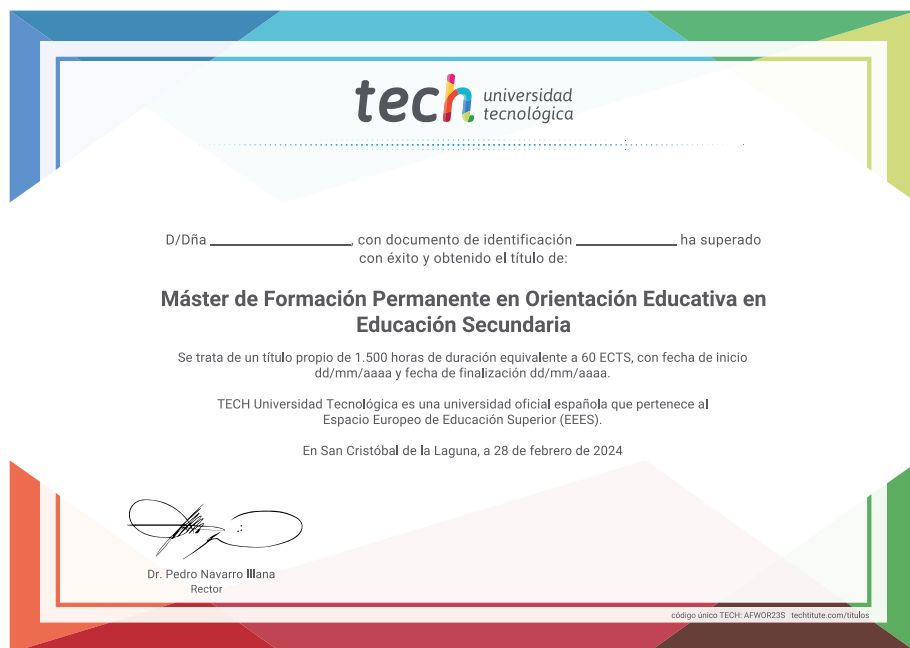 tech universidad
tecnológica
D/Dña ______________, con documento de identificación __________ ha superado
con éxito y obtenido el título de:
Máster de Formación Permanente en Orientación Educativa en
Educación Secundaria
Se trata de un título propio de 1.500 horas de duración equivalente a 60 ECTS, con fecha de inicio
dd/mm/aaaa y fecha de finalización dd/mm/aaaa.
TECH Universidad Tecnológica es una universidad oficial española que pertenece al
Espacio Europeo de Educación Superior (EEES).
En San Cristóbal de la Laguna, a 28 de febrero de 2024
Dr. Pedro Navarro Illana
Rector
código único TECH: AFWOR23S techtitute.com/titulos